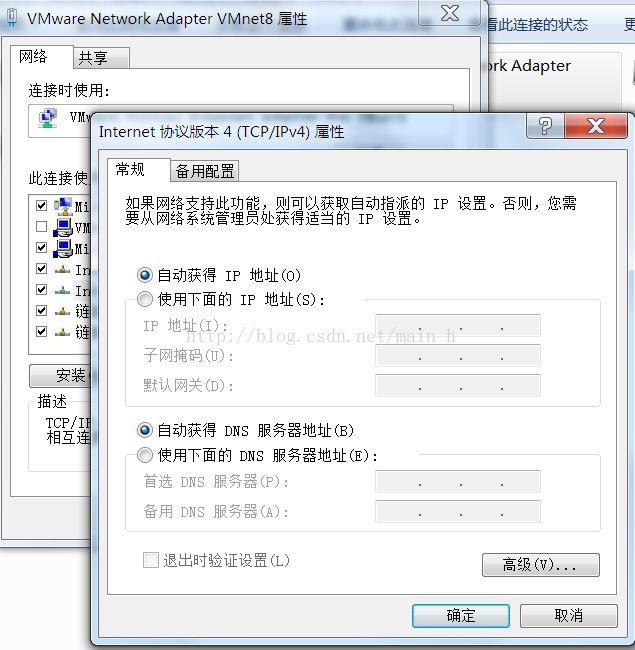 VMware Network Adapter VMnet8 属性
看此连接的状态
更
网络
共享
rk Adapter
连接时使用：
VM
Internet 协议版本 4 (TCP/IPv4) 属性
常规
备用配置
此连接使
如果网络支持此功能，则可以获取自动指派的 IP 设置。否则，您需
要从网络系统管理员处获得适当的 IP 设置。
Mi
VM
Mi
In
In
链
链
自动获得 IP 地址(O)
使用下面的 IP 地址(S):
IP 地址(I):
http://blog.csdn.net/main_h
子网掩码(U):
默认网关(D):
安装
描述
TCP/IP
相互连
自动获得 DNS 服务器地址(B)
使用下面的 DNS 服务器地址(E):
首选 DNS 服务器(P):
备用 DNS 服务器(A):
退出时验证设置(L)
高级(V)...
确定
取消